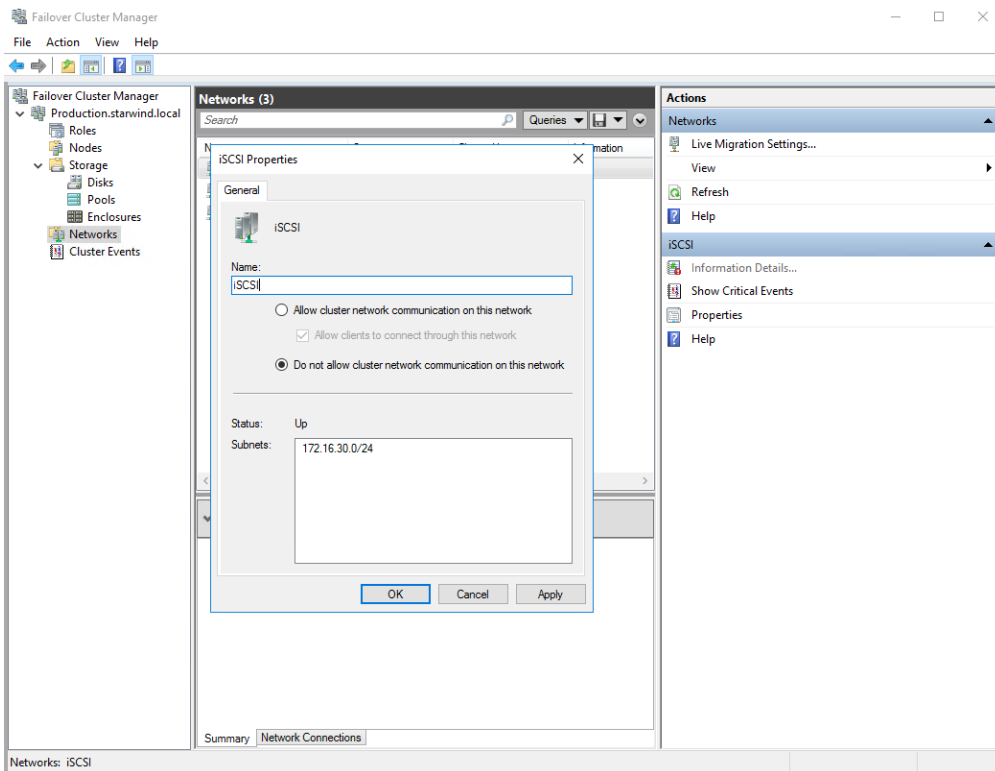 Failover Cluster Manager
File Action View Help
Failover Cluster Manager
Production.starwind.local
Roles
Nodes
Storage
Disks
Pools
Enclosures
Networks
Cluster Events
Networks (3)
Search
Queries
iSCSI Properties
General
iSCSI
Name:
iSCSI
Allow cluster network communication on this network
Allow clients to connect through this network
Do not allow cluster network communication on this network
Status: Up
Subnets: 172.16.30.0/24
OK Cancel Apply
Summary Network Connections
Actions
Networks
Live Migration Settings...
View
Refresh
Help
iSCSI
Information Details...
Show Critical Events
Properties
Help
Networks: iSCSI